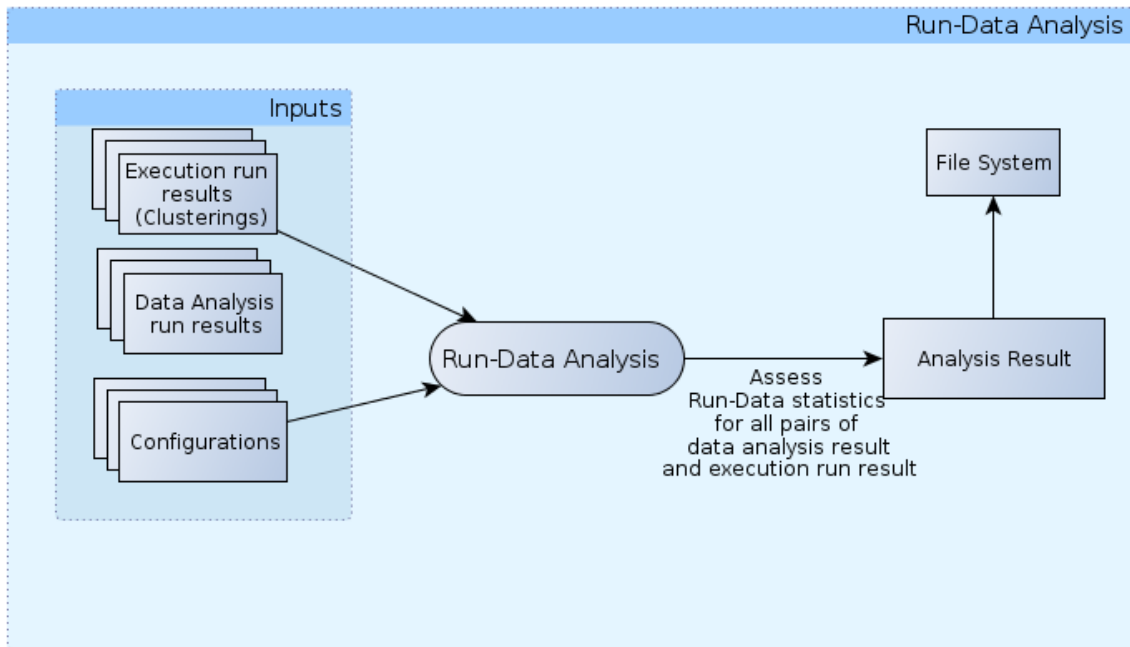 Run-Data Analysis
Inputs
Execution run
results
(Clusterings)
Data Analysis
run results
Configurations
Run-Data Analysis
Assess
Run-Data statistics
for all pairs of
data analysis result
and execution run result
Analysis Result
File System